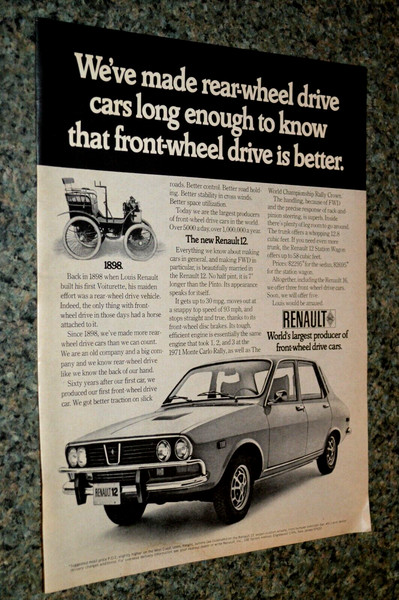 We've made rear-wheel drive
cars long enough to know
that front-wheel drive is better.
1898.
Back in 1898 when Louis Renault
built his first Voiturette, his maiden
effort was a rear-wheel drive vehicle.
Indeed, the only thing with front-
wheel drive in those days had a horse
attached to it.
Since 1898, we've made more rear-
wheel drive cars than we can count.
We are an old company and a big com-
pany and we know rear wheel drive
like we know the back of our hand.
Sixty years after our first car, we
produced our first front-wheel drive
car. We got better traction on slick
roads. Better control. Better road hold-
ing. Better stability in cross winds.
Better space utilization.
Today we are the largest producers
of front-wheel drive cars in the world.
Over 5000 a day, over 1,000,000 a year.
The new Renault 12.
Everything we know about making
cars in general, and making FWD in
particular, is beautifully married in
the Renault 12. No half pint, it is 7"
longer than the Pinto. Its appearance
speaks for itself.
It gets up to 30 mpg, moves out at
a snappy top speed of 93 mph, and
stops straight and true, thanks to its
front-wheel disc brakes. Its tough,
efficient engine is essentially the same
engine that took 1, 2, and 3 at the
1971 Monte Carlo Rally, as well as The
World Championship Rally Crown.
The handling, because of FWD
and the precise response of rack-and-
pinion steering, is superb. Inside
there's plenty of leg room to go around.
The trunk offers a whopping 12.6
cubic feet. If you need even more
room, the Renault 12 Station Wagon
offers up to 58 cubic feet.
for the sedan,
for the station wagon.
Altogether, including the Renault 16,
we offer three front-wheel drive cars.
Soon, we will offer five.
Louis would be amazed.
RENAULT
World's largest producer of
front-wheel drive cars.
RENAULT 12